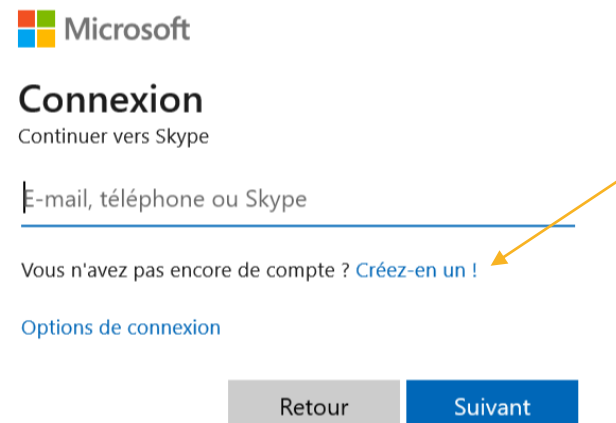 Microsoft
Connexion
Continuer vers Skype
E-mail, téléphone ou Skype
Vous n'avez pas encore de compte ? Créez-en un !
Options de connexion
Retour
Suivant